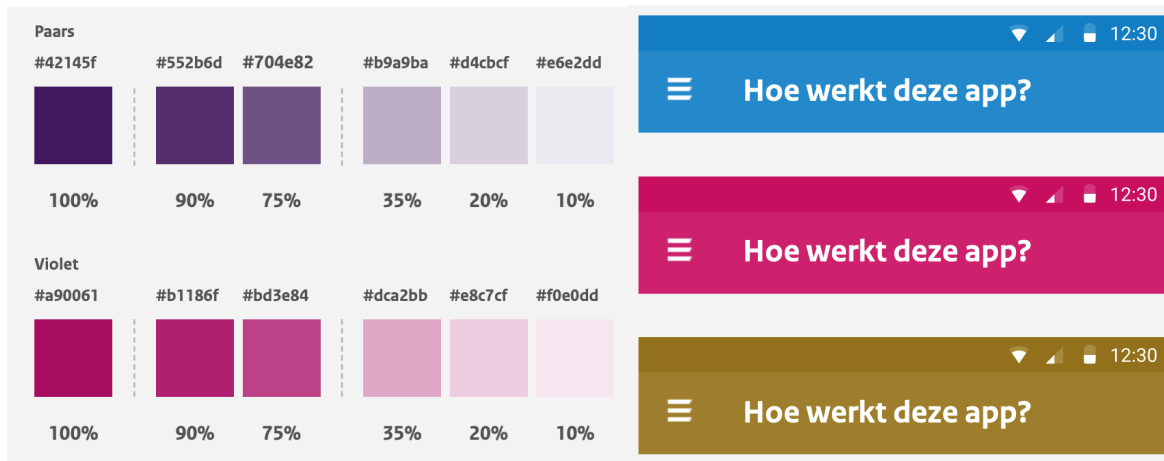 Paars
#42145f #552b6d #704e82 #b9a9ba #d4cbcf #e6e2dd
100% 90% 75% 35% 20% 10%
Violet
#a90061 #b1186f #bd3e84 #dca2bb #e8c7cf #f0e0dd
100% 90% 75% 35% 20% 10%
12:30
Hoe werkt deze app?
12:30
Hoe werkt deze app?
12:30
Hoe werkt deze app?